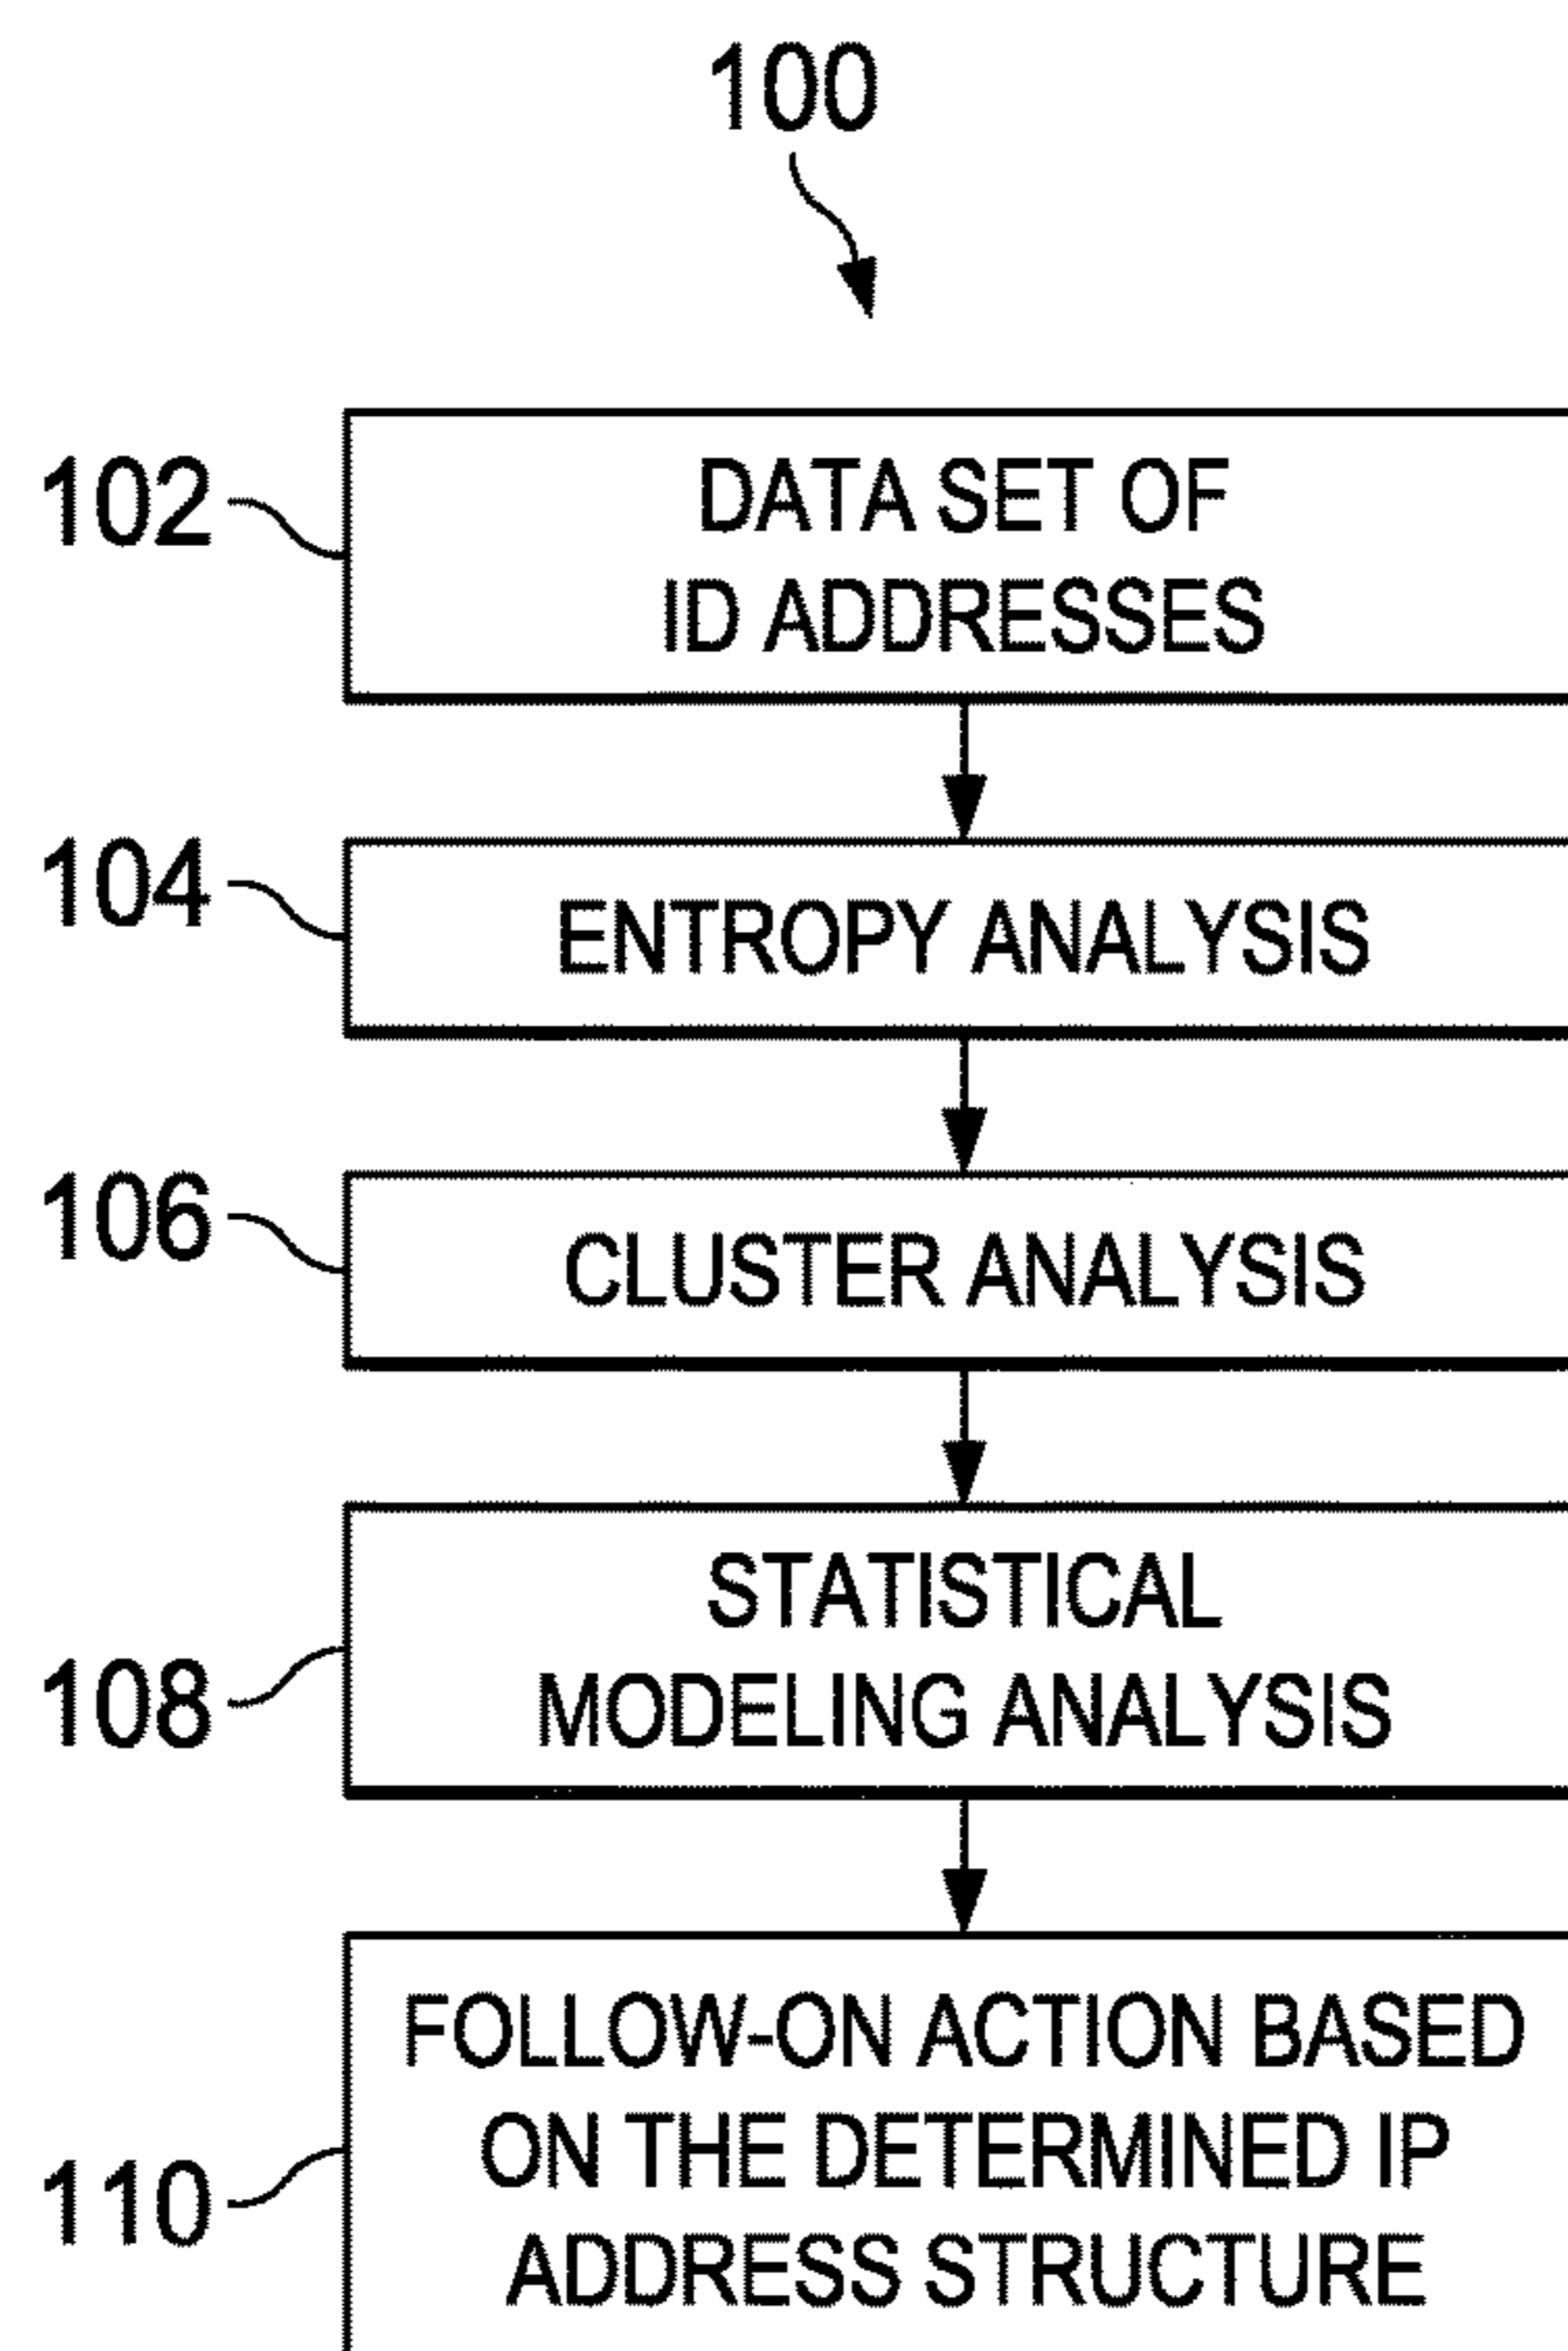 100
102
DATA SET OF
ID ADDRESSES
104
ENTROPY ANALYSIS
106
CLUSTER ANALYSIS
108
STATISTICAL
MODELING ANALYSIS
110
FOLLOW-ON ACTION BASED
ON THE DETERMINED IP
ADDRESS STRUCTURE